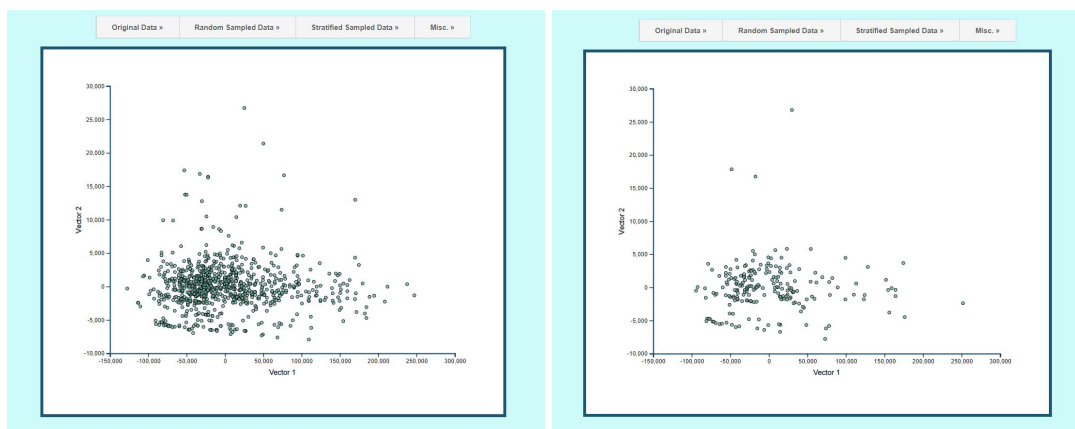 Original Data » Random Sampled Data » Stratified Sampled Data » Misc. »
30,000
25,000
20,000
15,000
10,000
5,000
0
-5,000
-10,000
Vector 2
-150,000 -100,000 -50,000 0 50,000 100,000 150,000 200,000 250,000 300,000
Vector 1
Original Data » Random Sampled Data » Stratified Sampled Data » Misc. »
30,000
25,000
20,000
15,000
10,000
5,000
0
-5,000
-10,000
Vector 2
-150,000 -100,000 -50,000 0 50,000 100,000 150,000 200,000 250,000 300,000
Vector 1